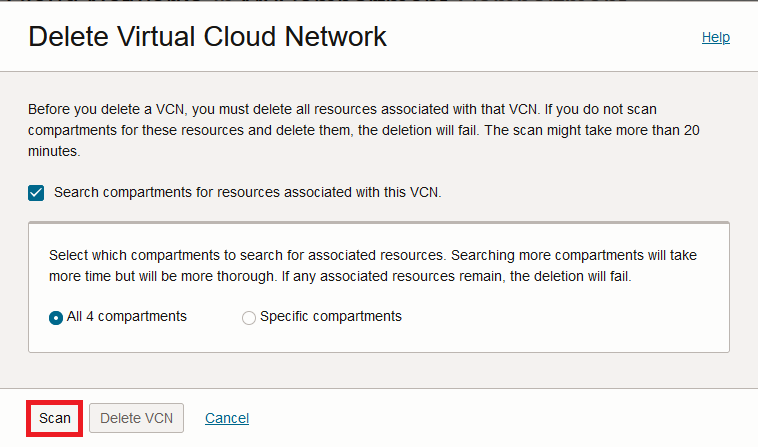 Delete Virtual Cloud Network
Help
Before you delete a VCN, you must delete all resources associated with that VCN. If you do not scan
compartments for these resources and delete them, the deletion will fail. The scan might take more than 20
minutes.
Search compartments for resources associated with this VCN.
Select which compartments to search for associated resources. Searching more compartments will take
more time but will be more thorough. If any associated resources remain, the deletion will fail.
All 4 compartments
Specific compartments
Scan
Delete VCN
Cancel